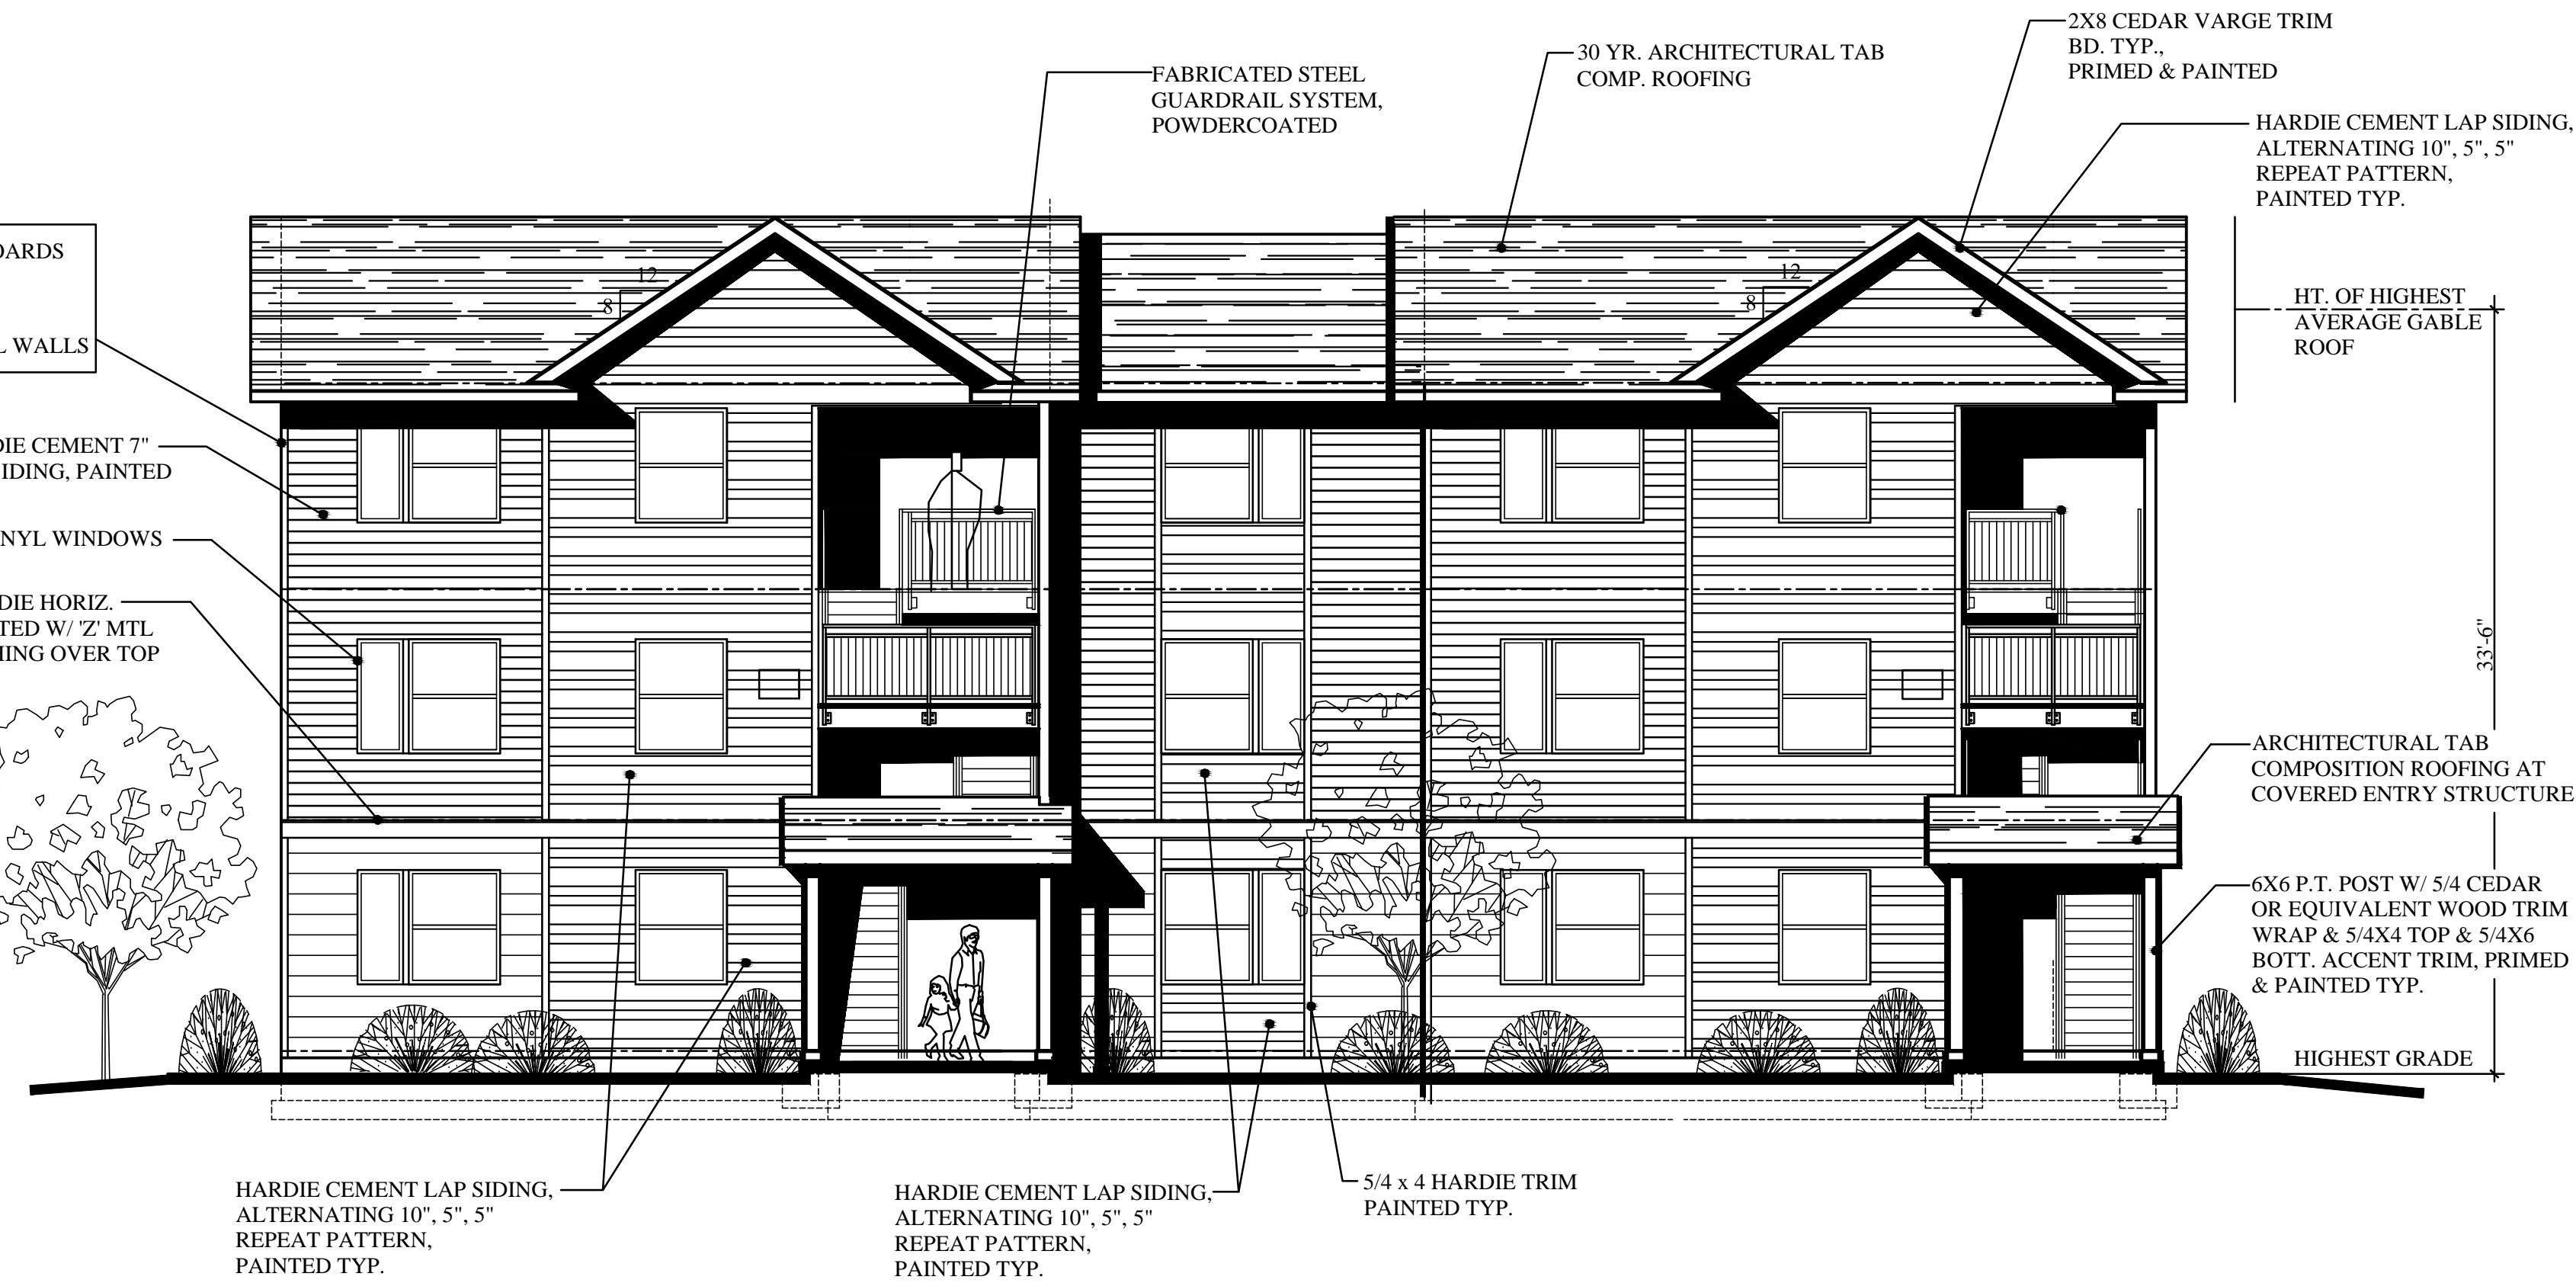 2X8 CEDAR VARGE TRIM
BD. TYP.,
PRIMED & PAINTED
30 YR. ARCHITECTURAL TAB
COMP. ROOFING
FABRICATED STEEL
GUARDRAIL SYSTEM,
POWDERCOATED
HARDIE CEMENT LAP SIDING,
ALTERNATING 10", 5", 5"
REPEAT PATTERN,
PAINTED TYP.
OARDS
L WALLS
12
8
12
8
HT. OF HIGHEST
AVERAGE GABLE
ROOF
DIE CEMENT 7"
SIDING, PAINTED
NYL WINDOWS
DIE HORIZ.
TED W/ 'Z' MTL
HING OVER TOP
33'-6"
ARCHITECTURAL TAB
COMPOSITION ROOFING AT
COVERED ENTRY STRUCTURE
6X6 P.T. POST W/ 5/4 CEDAR
OR EQUIVALENT WOOD TRIM
WRAP & 5/4X4 TOP & 5/4X6
BOTT. ACCENT TRIM, PRIMED
& PAINTED TYP.
HIGHEST GRADE
HARDIE CEMENT LAP SIDING,
ALTERNATING 10", 5", 5"
REPEAT PATTERN,
PAINTED TYP.
HARDIE CEMENT LAP SIDING,
ALTERNATING 10", 5", 5"
REPEAT PATTERN,
PAINTED TYP.
5/4 x 4 HARDIE TRIM
PAINTED TYP.